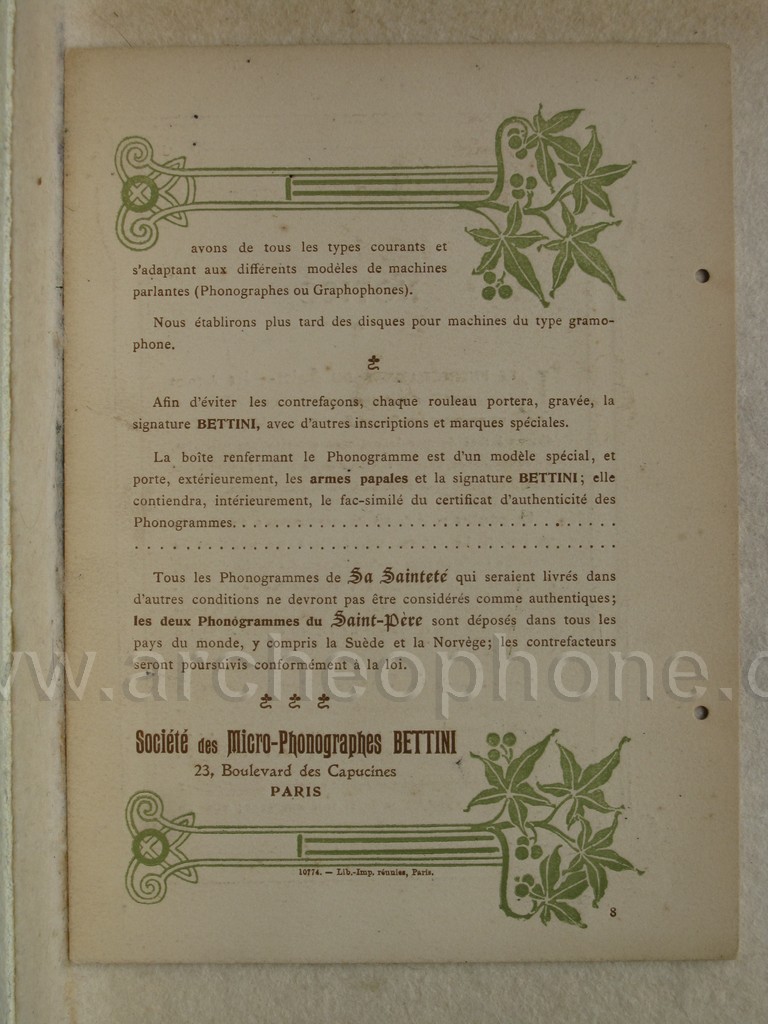 avons de tous les types courants et
s'adaptant aux différents modèles de machines
parlantes (Phonographes ou Graphophones).
Nous établirons plus tard des disques pour machines du type gramo-
phone.
Afin d'éviter les contrefaçons, chaque rouleau portera, gravée, la
signature BETTINI, avec d'autres inscriptions et marques spéciales.
La boîte renfermant le Phonogramme est d'un modèle spécial, et
porte, extérieurement, les armes papales et la signature BETTINI; elle
contiendra, intérieurement, le fac-similé du certificat d'authenticité des
Phonogrammes. . . . . . . . . . . . . . . . . . . . . . . . . . . . . .
. . . . . . . . . . . . . . . . . . . . . . . . . . . . . . . . . . . . . .
Tous les Phonogrammes de Sa Sainteté qui seraient livrés dans
d'autres conditions ne devront pas être considérés comme authentiques;
les deux Phonogrammes du Saint-Père sont déposés dans tous les
pays du monde, y compris la Suède et la Norvège; les contrefacteurs
seront poursuivis conformément à la loi.
www.archeophone.
Société des Micro-Phonographes BETTINI
23, Boulevard des Capucines
PARIS
10774. — Lib.-Imp. réunies, Paris.
8